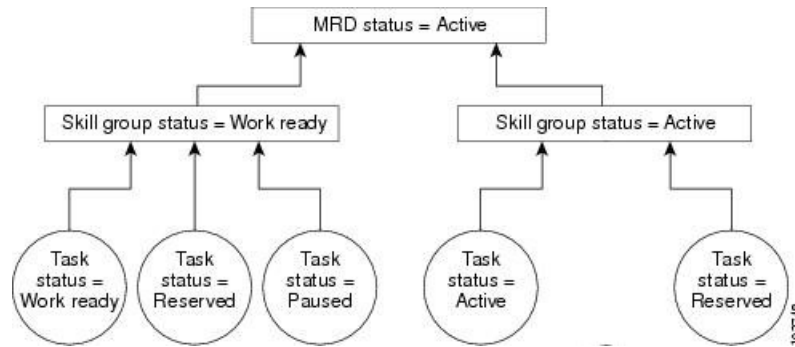 MRD status = Active
Skill group status = Work ready
Skill group status = Active
Task
status =
Work ready
Task
status =
Reserved
Task
status =
Paused
Task
status =
Active
Task
status =
Reserved